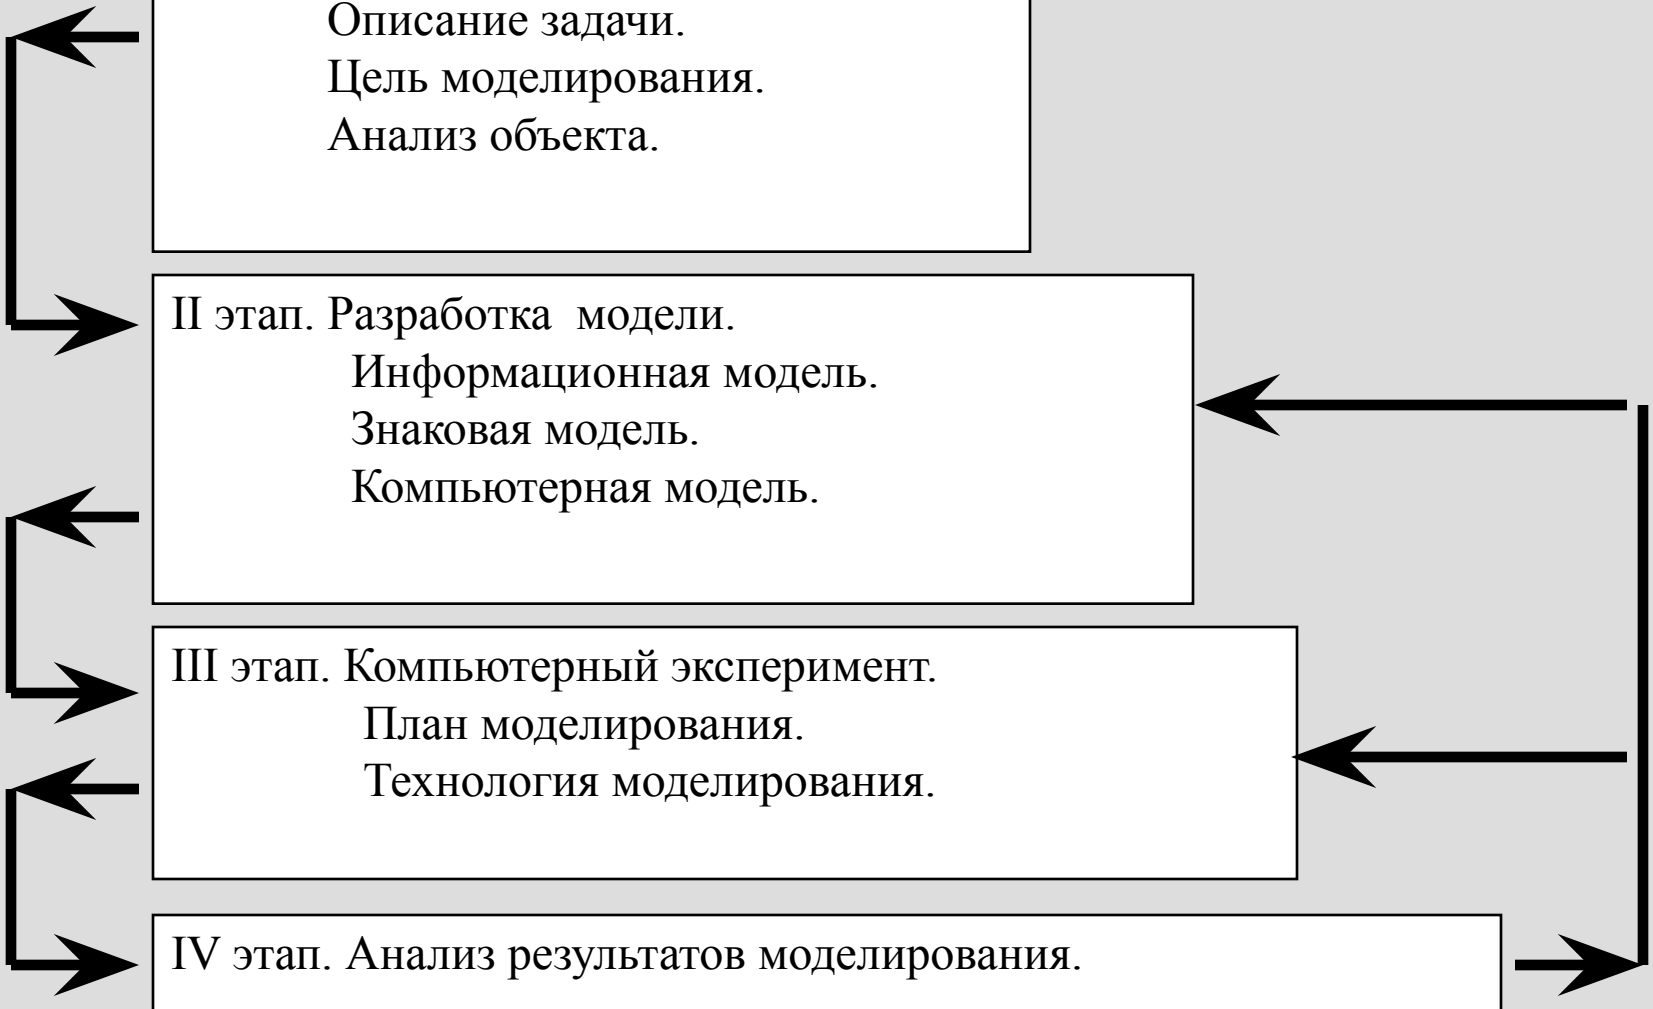 Описание задачи.
Цель моделирования.
Анализ объекта.
II этап. Разработка модели.
Информационная модель.
Знаковая модель.
Компьютерная модель.
III этап. Компьютерный эксперимент.
План моделирования.
Технология моделирования.
IV этап. Анализ результатов моделирования.